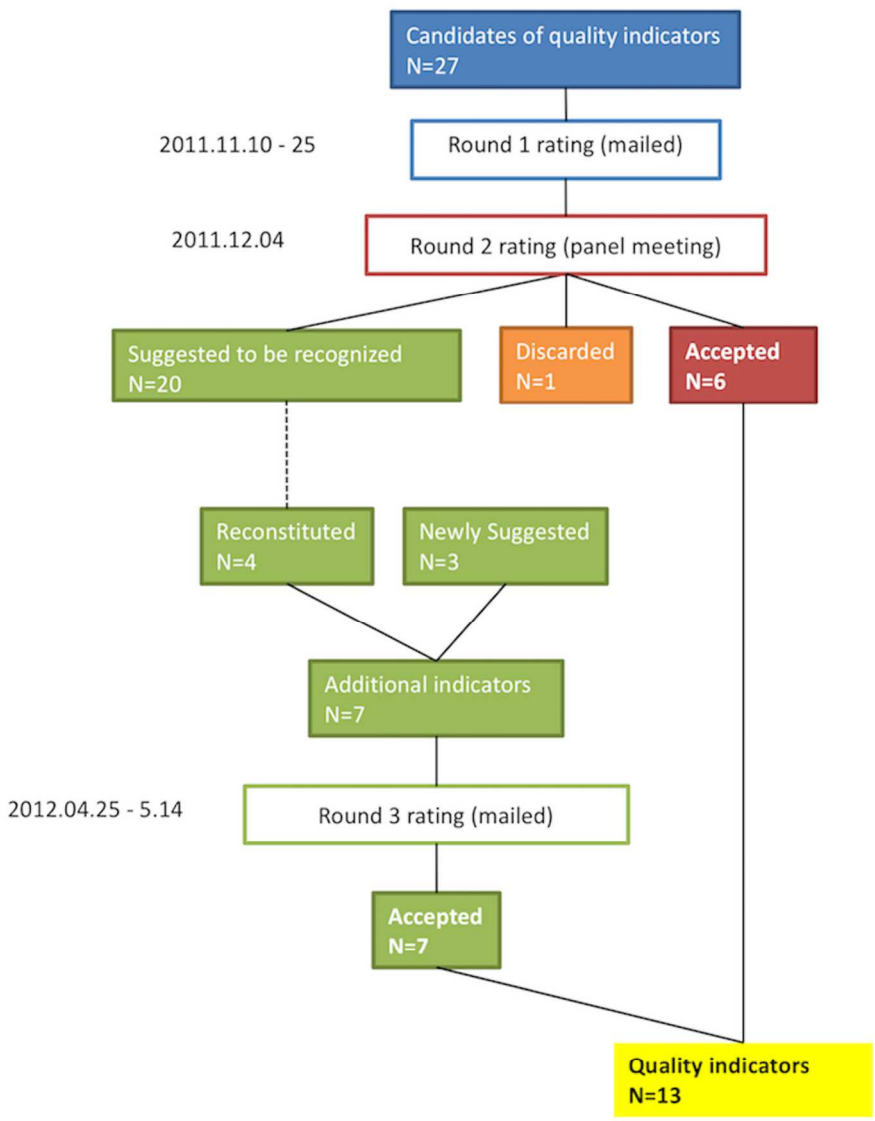 Candidates of quality indicators
N=27
2011.11.10 - 25
Round 1 rating (mailed)
2011.12.04
Round 2 rating (panel meeting)
Suggested to be recognized
N=20
Discarded
N=1
Accepted
N=6
Reconstituted
N=4
Newly Suggested
N=3
Additional indicators
N=7
2012.04.25 - 5.14
Round 3 rating (mailed)
Accepted
N=7
Quality indicators
N=13